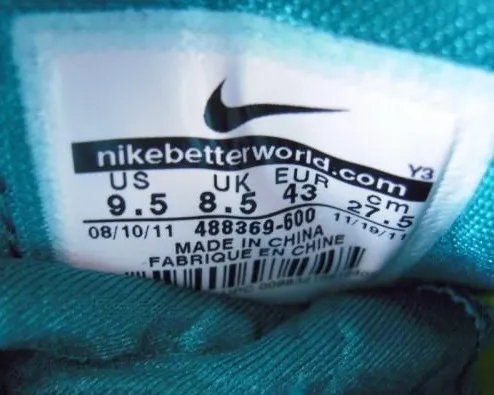 nikebetterworld.com
Y3
US UK EUR cm
9.5 8.5 43 27.5
08/10/11 488369-600 11/19/11
MADE IN CHINA
FABRIQUE EN CHINE